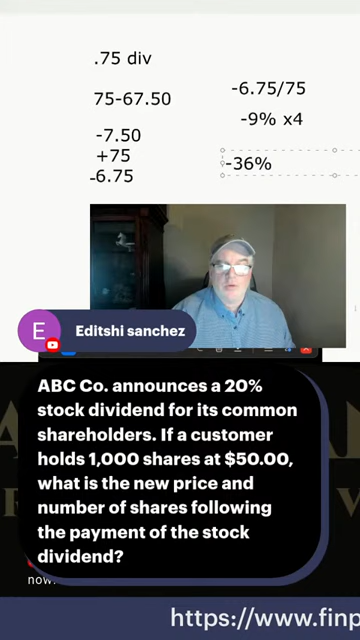 .75 div
75-67.50
-7.50
+75
-6.75
-6.75/75
-9% x4
-36%
E
Editshi sanchez
ABC Co. announces a 20%
stock dividend for its common
shareholders. If a customer
holds 1,000 shares at $50.00,
what is the new price and
number of shares following
the payment of the stock
dividend?
now.
https://www.finp